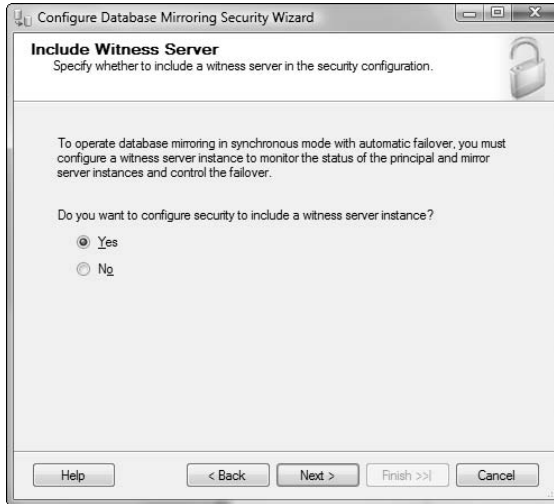 Configure Database Mirroring Security Wizard
Include Witness Server
Specify whether to include a witness server in the security configuration.
To operate database mirroring in synchronous mode with automatic failover, you must
configure a witness server instance to monitor the status of the principal and mirror
server instances and control the failover.
Do you want to configure security to include a witness server instance?
Yes
No
Help
< Back
Next >
Finish >>|
Cancel